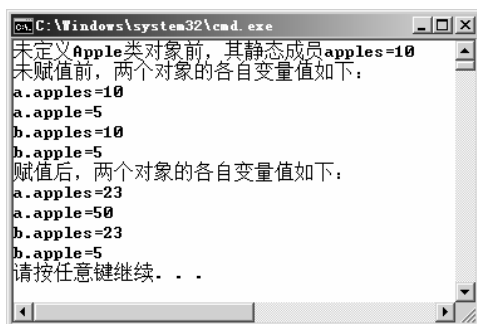 C:\Windows\system32\cmd.exe
未定义Apple类对象前，其静态成员apples=10
未赋值前，两个对象的各自变量值如下：
a.apples=10
a.apple=5
b.apples=10
b.apple=5
赋值后，两个对象的各自变量值如下：
a.apples=23
a.apple=50
b.apples=23
b.apple=5
请按任意键继续. . .